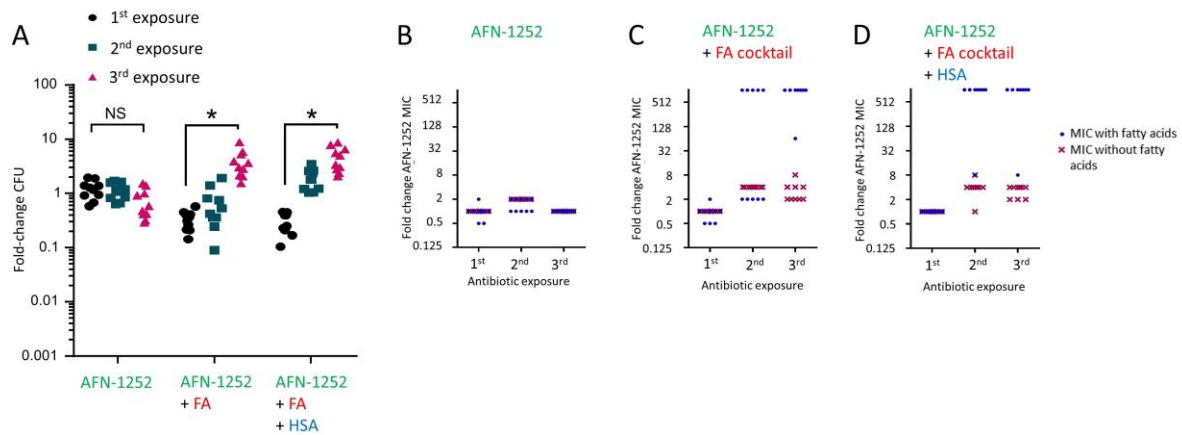 A
1st exposure
2nd exposure
3rd exposure
Fold-change CFU
100
10
1
0.1
0.01
0.001
NS
*
*
AFN-1252
AFN-1252
+ FA
AFN-1252
+ FA
+ HSA
B
AFN-1252
Fold change AFN-1252 MIC
512
128
32
8
2
0.5
0.125
1st 2nd 3rd
Antibiotic exposure
C
AFN-1252
+ FA cocktail
Fold change AFN-1252 MIC
512
128
32
8
2
0.5
0.125
1st 2nd 3rd
Antibiotic exposure
D
AFN-1252
+ FA cocktail
+ HSA
Fold change AFN-1252 MIC
512
128
32
8
2
0.5
0.125
1st 2nd 3rd
Antibiotic exposure
MIC with fatty acids
MIC without fatty
acids